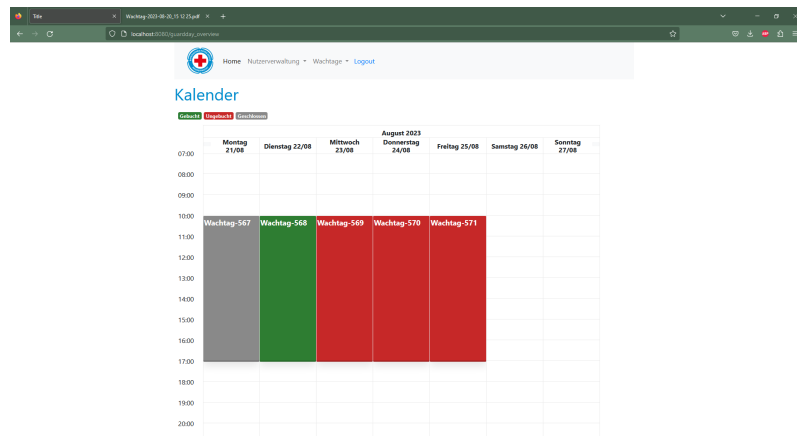 Title
Wachtag-2023-08-20_15 12 25.pdf
localhost:8080/guardday_overview
Home Nutzerverwaltung Wachtage Logout
Kalender
Gebucht Ungebucht Geschlossen
August 2023
Montag 21/08 Dienstag 22/08 Mittwoch 23/08 Donnerstag 24/08 Freitag 25/08 Samstag 26/08 Sonntag 27/08
07:00
08:00
09:00
10:00
Wachtag-567 Wachtag-568 Wachtag-569 Wachtag-570 Wachtag-571
11:00
12:00
13:00
14:00
15:00
16:00
17:00
18:00
19:00
20:00